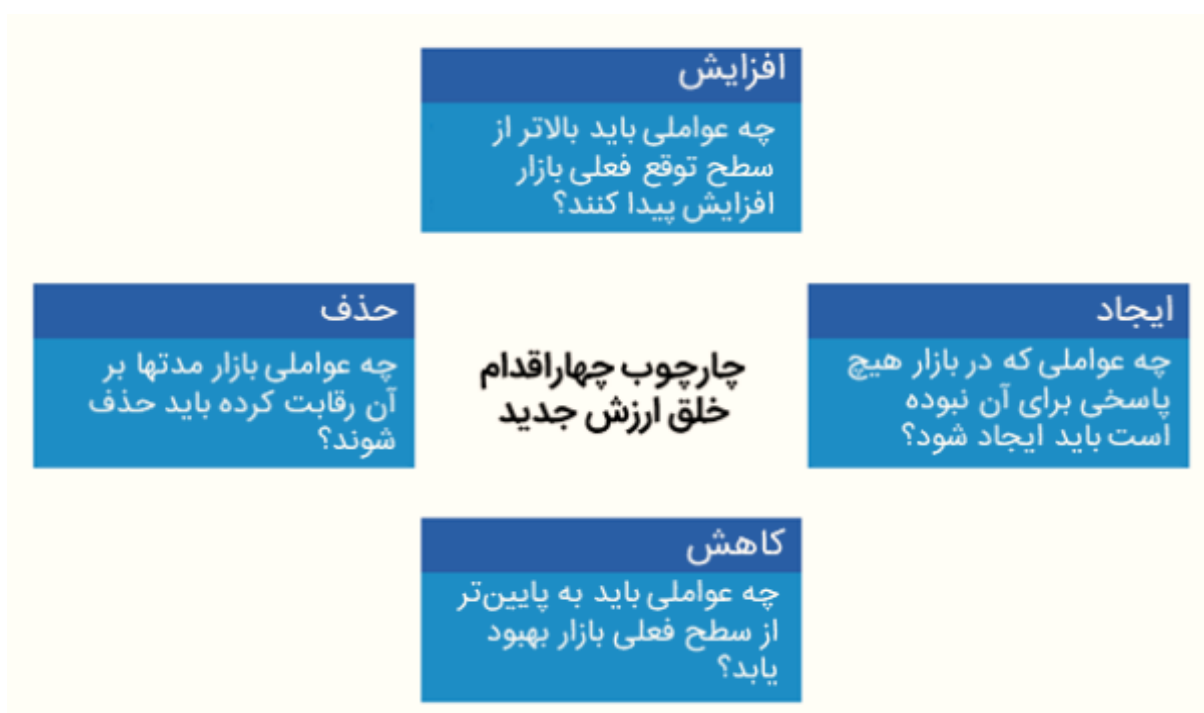 افزایش
چه عواملی باید بالاتر از
سطح توقع فعلی بازار
افزایش پیدا کنند؟
ایجاد
چه عواملی که در بازار هیچ
پاسخی برای آن نبوده
است باید ایجاد شود؟
چارچوب چهاراقدام
خلق ارزش جدید
حذف
چه عواملی بازار مدتها بر
آن رقابت کرده باید حذف
شوند؟
کاهش
چه عواملی باید به پایین‌تر
از سطح فعلی بازار بهبود
یابد؟